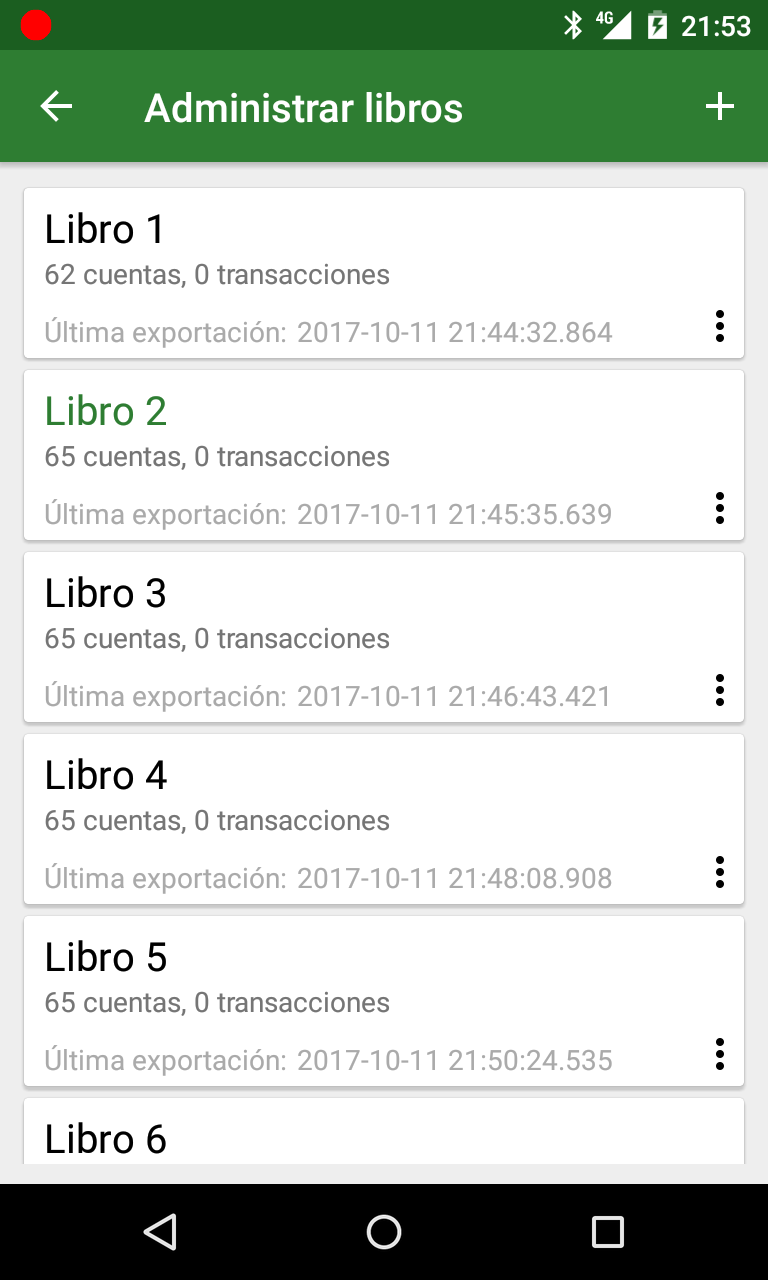 4G 21:53
Administrar libros
Libro 1
62 cuentas, 0 transacciones
Última exportación: 2017-10-11 21:44:32.864
Libro 2
65 cuentas, 0 transacciones
Última exportación: 2017-10-11 21:45:35.639
Libro 3
65 cuentas, 0 transacciones
Última exportación: 2017-10-11 21:46:43.421
Libro 4
65 cuentas, 0 transacciones
Última exportación: 2017-10-11 21:48:08.908
Libro 5
65 cuentas, 0 transacciones
Última exportación: 2017-10-11 21:50:24.535
Libro 6